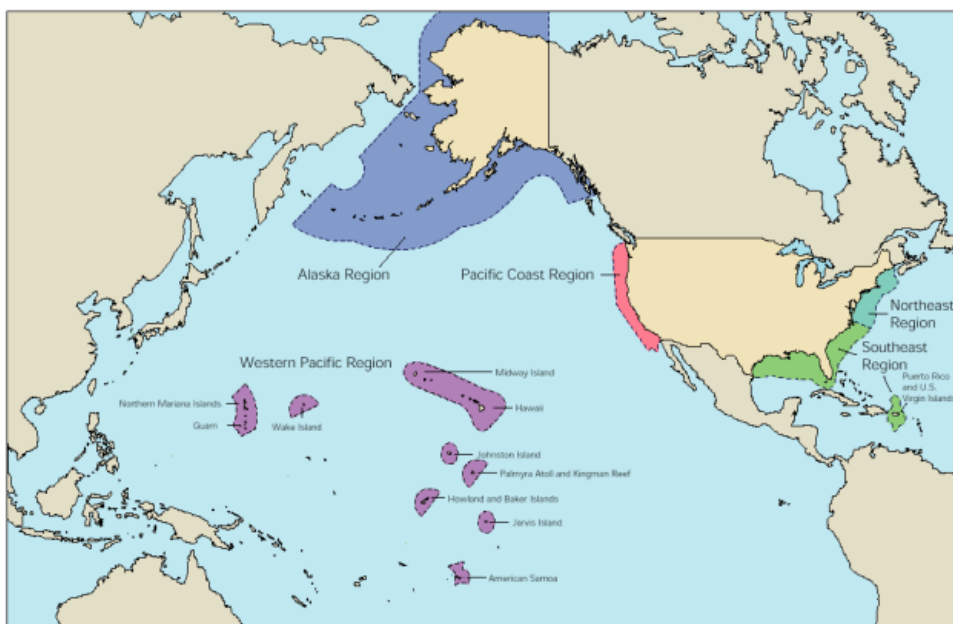 Alaska Region
Pacific Coast Region
Northeast
Region
Southeast
Region
Puerto Rico
and U.S.
Virgin Islands
Western Pacific Region
Midway Island
Northern Mariana Islands
Hawaii
Guam
Wake Island
Johnston Island
Palmyra Atoll and Kingman Reef
Howland and Baker Islands
Jarvis Island
American Samoa